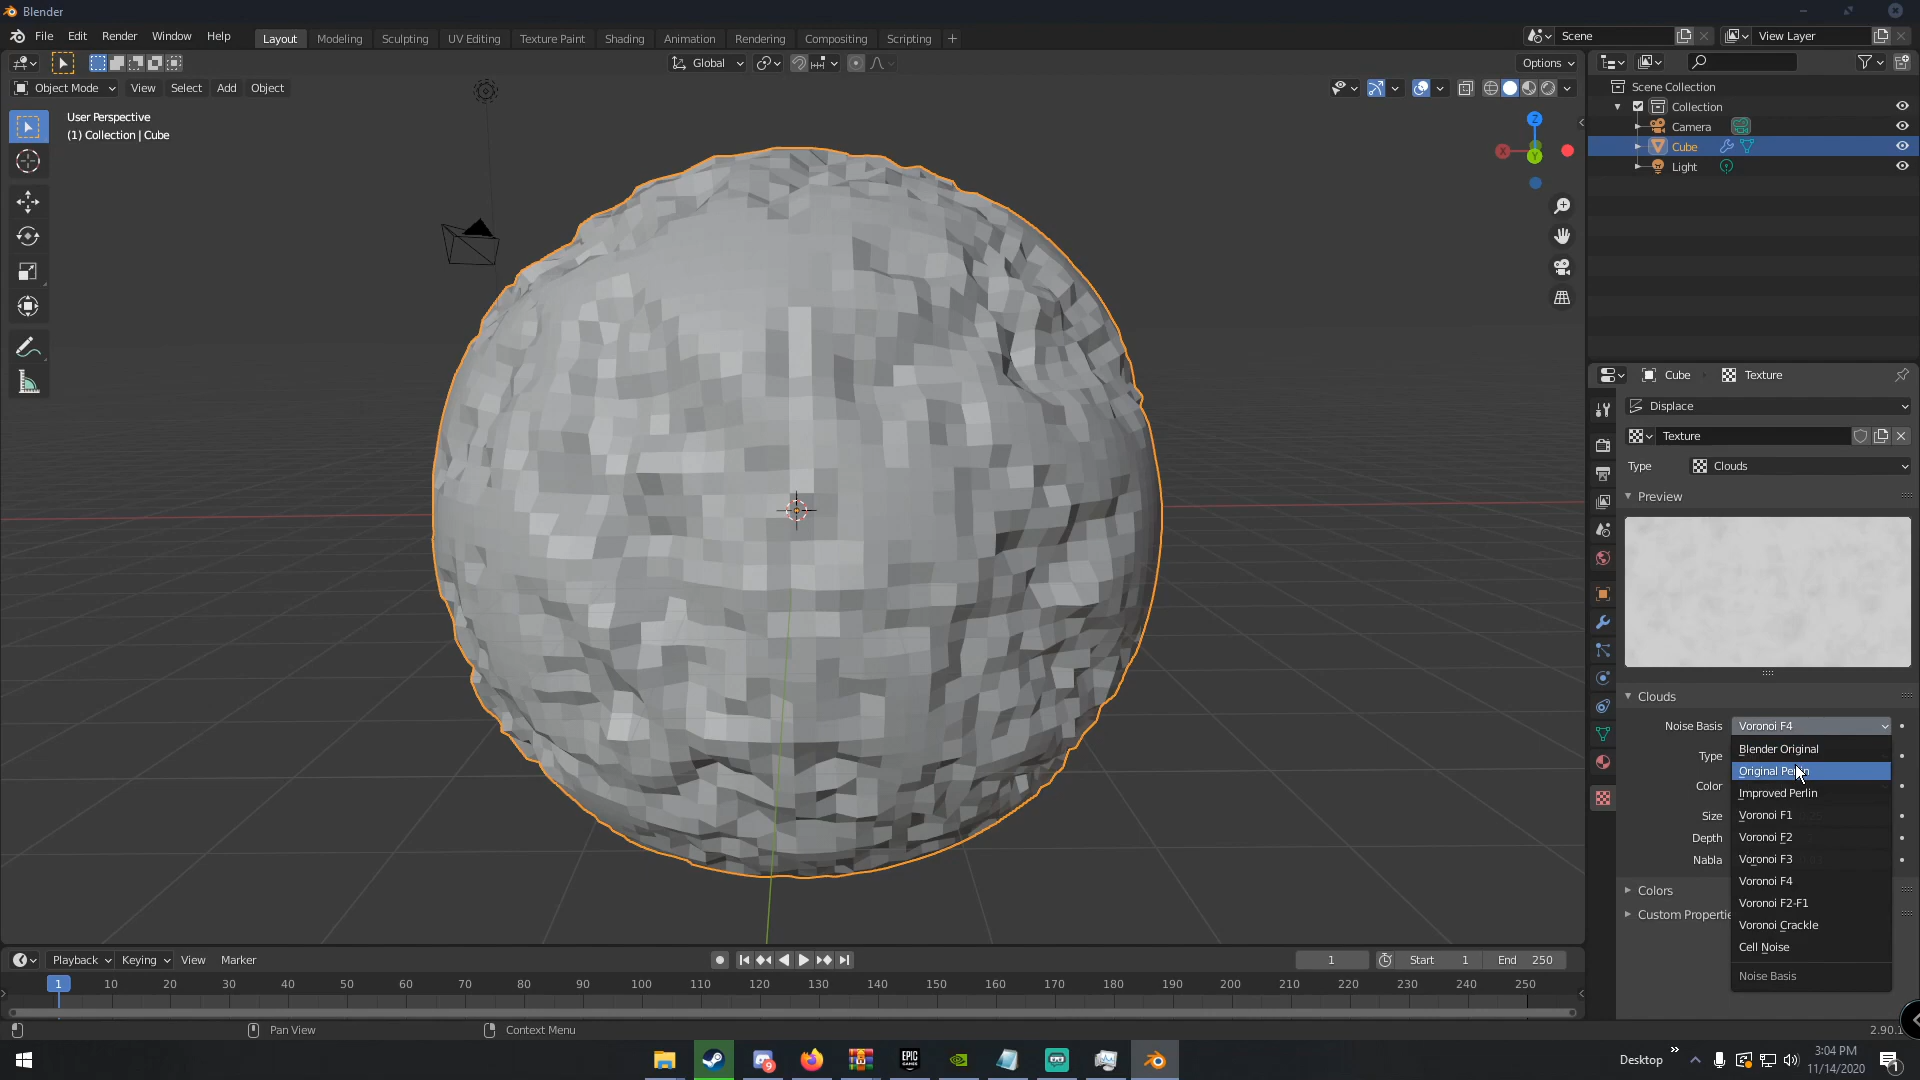 Blender
File Edit Render Window Help
Layout Modeling Sculpting UV Editing Texture Paint Shading Animation Rendering Compositing Scripting +
Scene
View Layer
Global
Options
Object Mode View Select Add Object
User Perspective
(1) Collection | Cube
Z
X
Y
Scene Collection
Collection
Camera
Cube
Light
Cube Texture
Displace
Texture
Type Clouds
Preview
Clouds
Noise Basis Voronoi F4
Blender Original
Type
Original Perlin
Color
Improved Perlin
Size
Voronoi F1
Depth
Voronoi F2
Nabla
Voronoi F3
Voronoi F4
Colors
Voronoi F2-F1
Custom Propertie
Voronoi Crackle
Cell Noise
Noise Basis
Playback Keying View Marker
1
Start 1
End 250
1 10 20 30 40 50 60 70 80 90 100 110 120 130 140 150 160 170 180 190 200 210 220 230 240 250
Pan View
Context Menu
2.90.1
9
EPIC
GAMES
Desktop
3:04 PM
11/14/2020
1